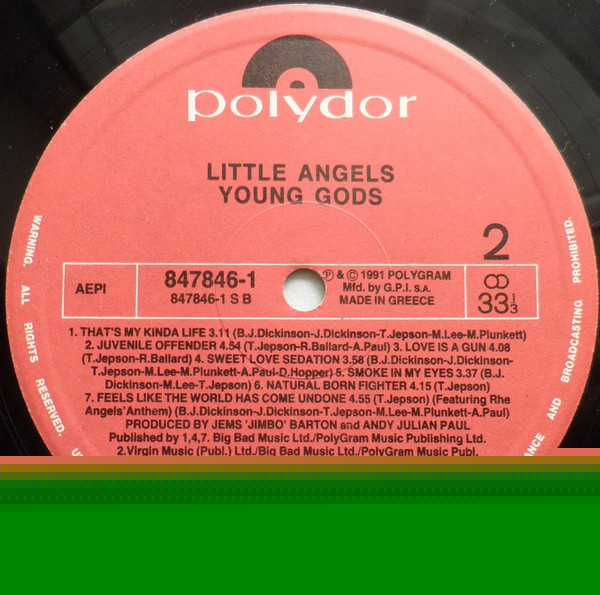 polydor
LITTLE ANGELS
YOUNG GODS
2
AEPI
847846-1
847846-1 S B
℗ & © 1991 POLYGRAM
Mfd. by G.P.I. S.A.
MADE IN GREECE
33 1/3
1. THAT'S MY KINDA LIFE 3.11 (B.J.Dickinson-J.Dickinson-T.Jepson-M.Lee-M.Plunkett)
2. JUVENILE OFFENDER 4.54 (T.Jepson-R.Ballard-A.Paul) 3. LOVE IS A GUN 4.08
(T.Jepson-R.Ballard) 4. SWEET LOVE SEDATION 3.58 (B.J.Dickinson-J.Dickinson-
T.Jepson-M.Lee-M.Plunkett-A.Paul-D.Hopper) 5. SMOKE IN MY EYES 3.37 (B.J.
Dickinson-M.Lee-T.Jepson) 6. NATURAL BORN FIGHTER 4.15 (T.Jepson)
7. FEELS LIKE THE WORLD HAS COME UNDONE 4.55 (T.Jepson) (Featuring Rhe
Angels'Anthem) (B.J.Dickinson-J.Dickinson-T.Jepson-M.Lee-M.Plunkett-A.Paul)
PRODUCED BY JEMS 'JIMBO' BARTON and ANDY JULIAN PAUL
Published by 1,4,7. Big Bad Music Ltd./PolyGram Music Publishing Ltd.
2.Virgin Music (Publ.) Ltd./Big Bad Music Ltd./PolyGram Music Publ.
WARNING. ALL RIGHTS RESERVED.
AND BROADCASTING PROHIBITED.